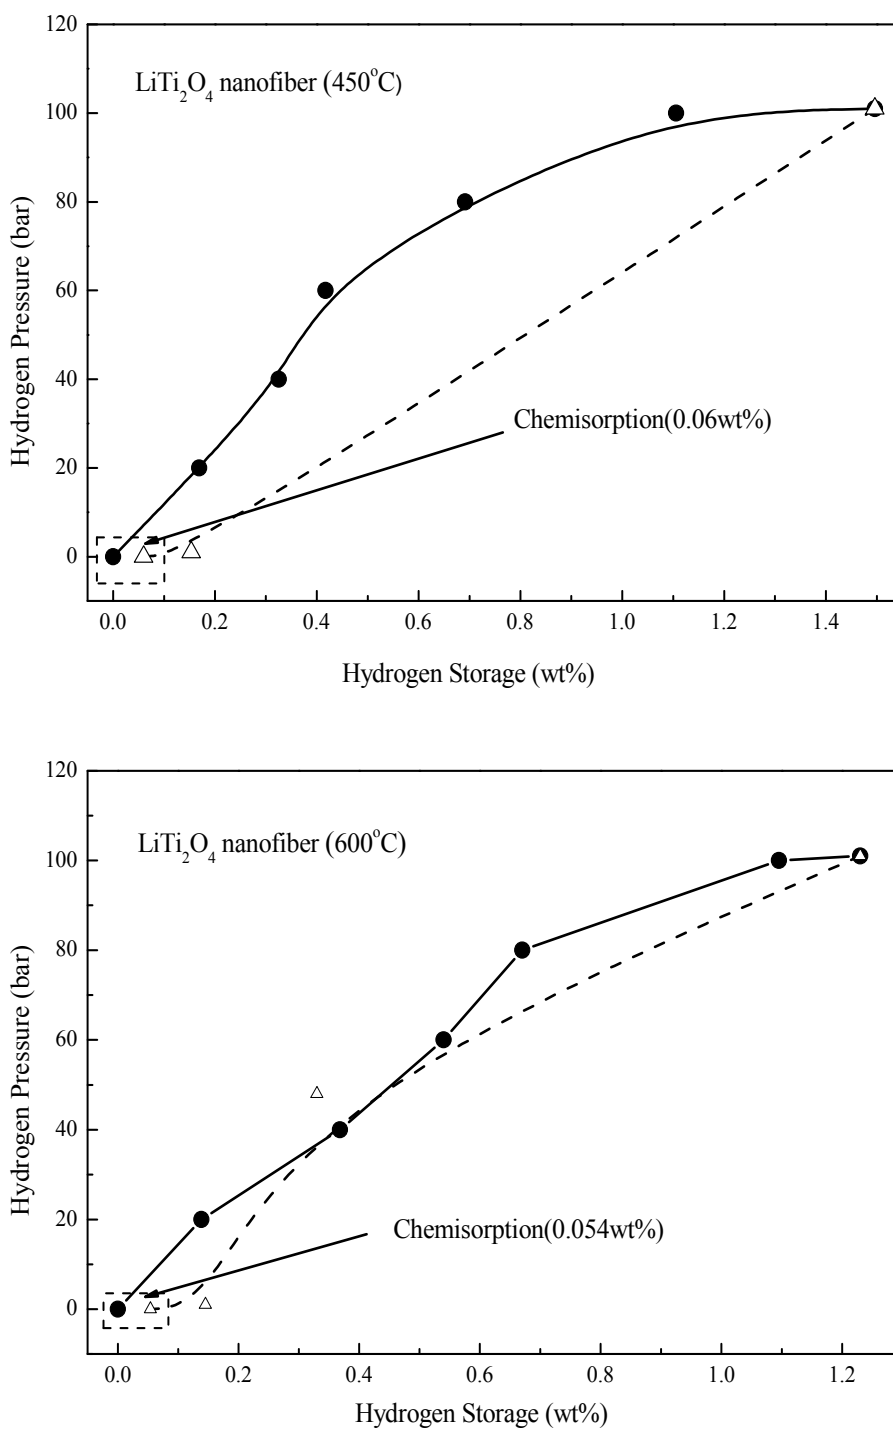 120
LiTi₂O₄ nanofiber (450°C)
100
80
60
40
20
0
Hydrogen Pressure (bar)
Chemisorption(0.06wt%)
0.0 0.2 0.4 0.6 0.8 1.0 1.2 1.4
Hydrogen Storage (wt%)
120
LiTi₂O₄ nanofiber (600°C)
100
80
60
40
20
0
Hydrogen Pressure (bar)
Chemisorption(0.054wt%)
0.0 0.2 0.4 0.6 0.8 1.0 1.2
Hydrogen Storage (wt%)